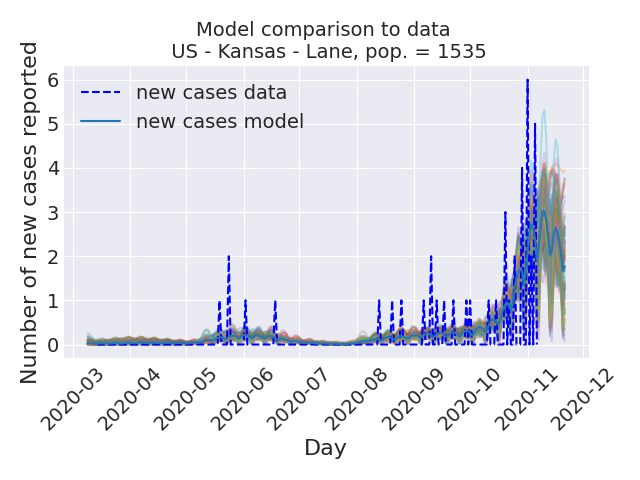 Model comparison to data
US - Kansas - Lane, pop. = 1535
Number of new cases reported
6
5
4
3
2
1
0
new cases data
new cases model
2020-03
2020-04
2020-05
2020-06
2020-07
2020-08
2020-09
2020-10
2020-11
2020-12
Day